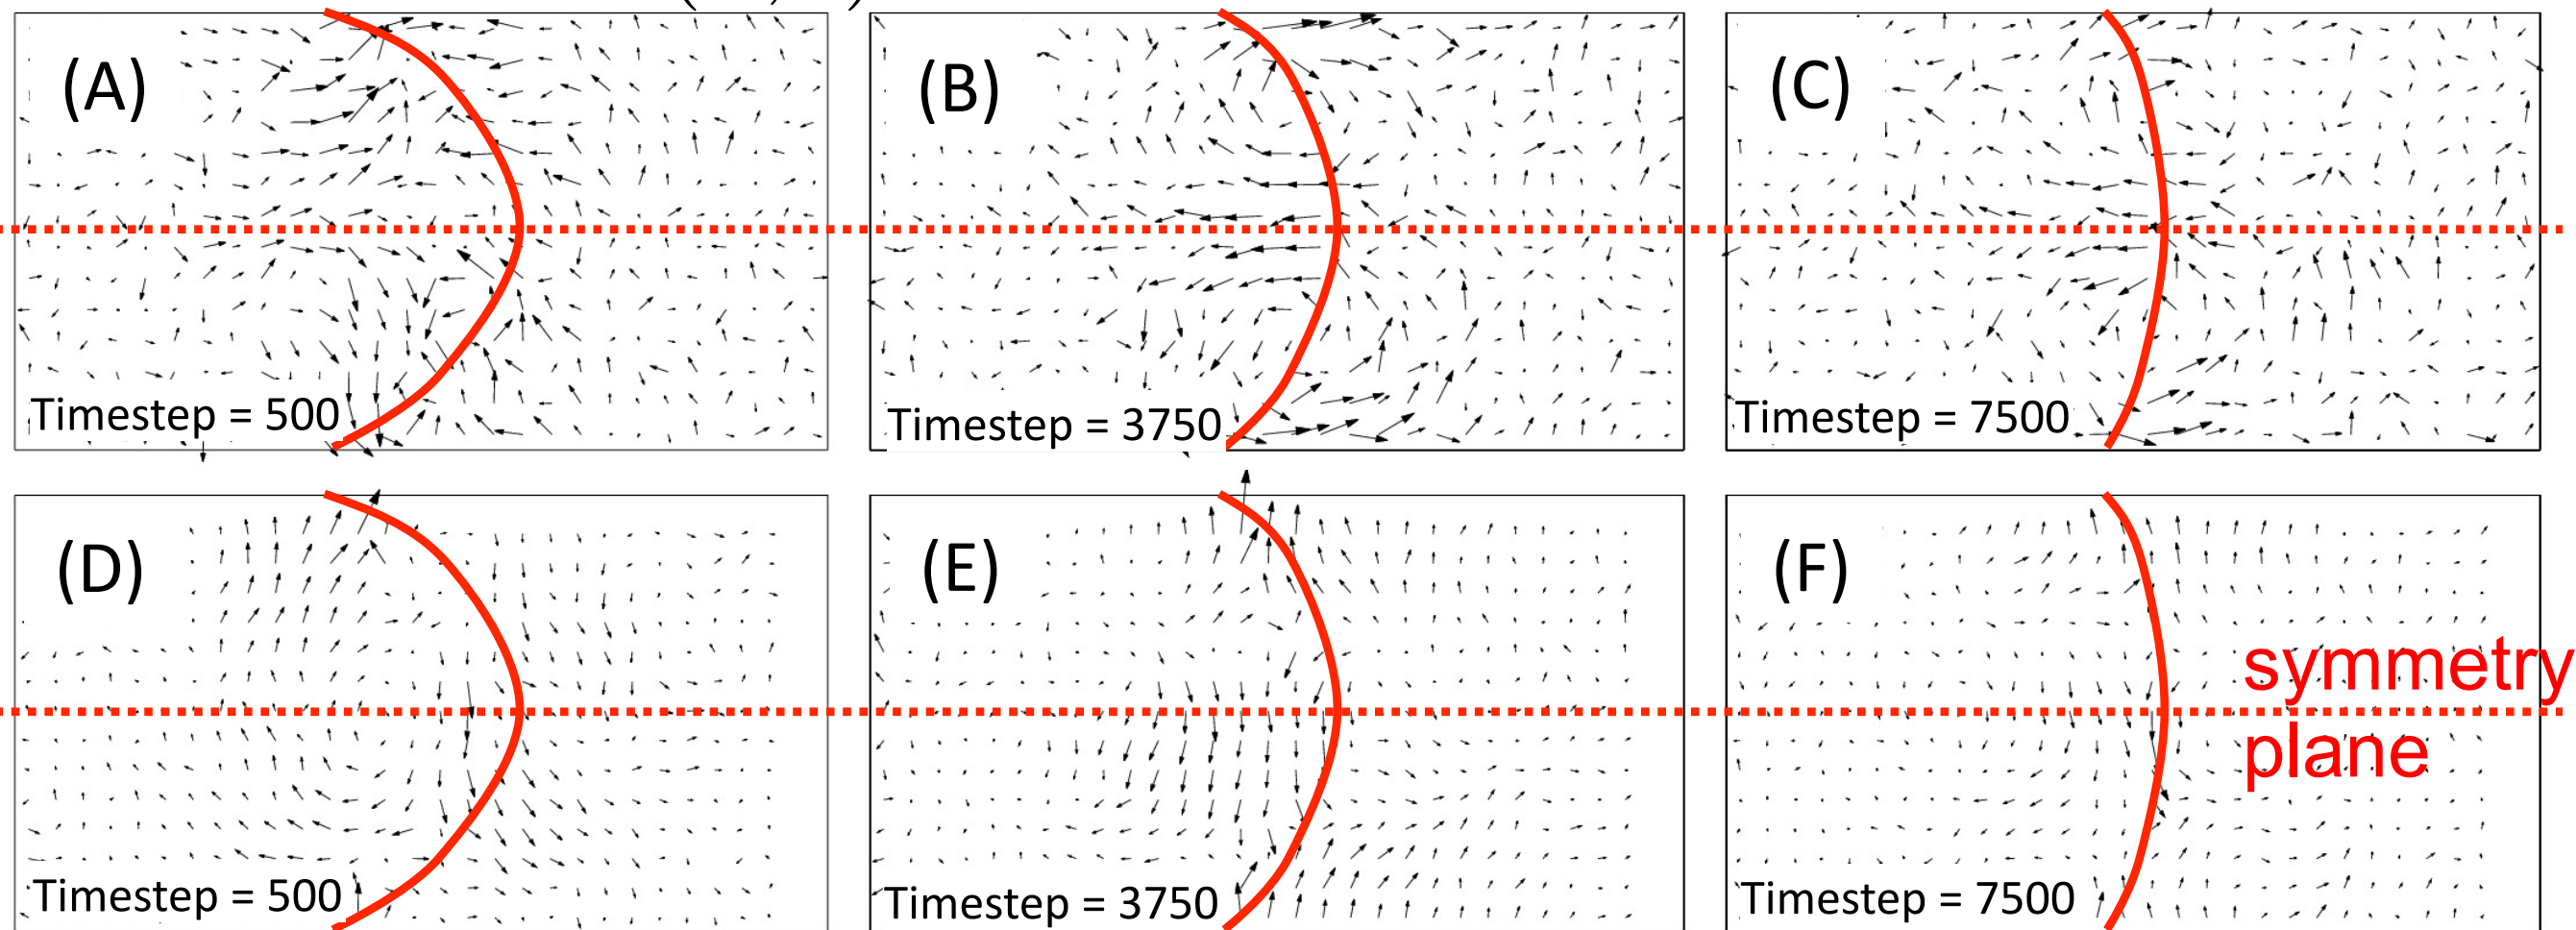 (A)
(B)
(C)
Timestep = 500
Timestep = 3750
Timestep = 7500
(D)
(E)
(F)
symmetry
plane
Timestep = 500
Timestep = 3750
Timestep = 7500